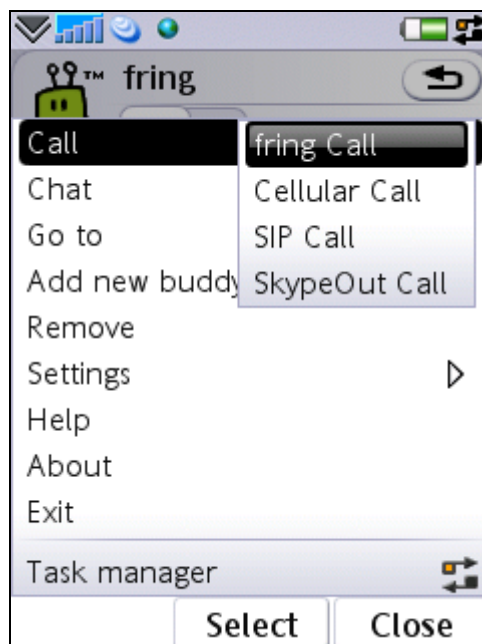 ™ fring
Call
fring Call
Chat
Cellular Call
Go to
SIP Call
Add new buddy
SkypeOut Call
Remove
Settings
Help
About
Exit
Task manager
Select
Close